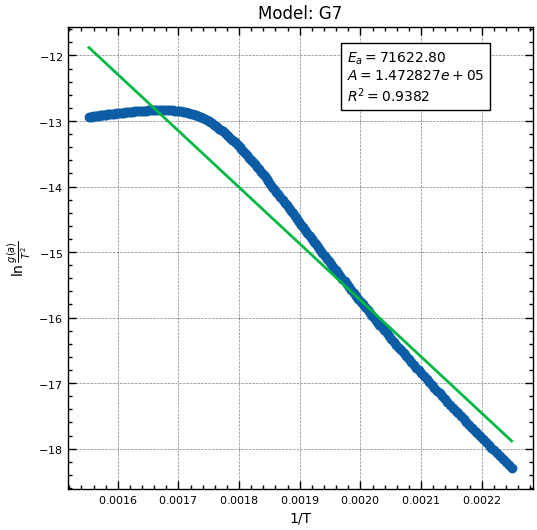 Model: G7
E_a = 71622.80
A = 1.472827e + 05
R² = 0.9382
−12
−13
−14
−15
−16
−17
−18
ln g(a)/T²
0.0016 0.0017 0.0018 0.0019 0.0020 0.0021 0.0022
1/T